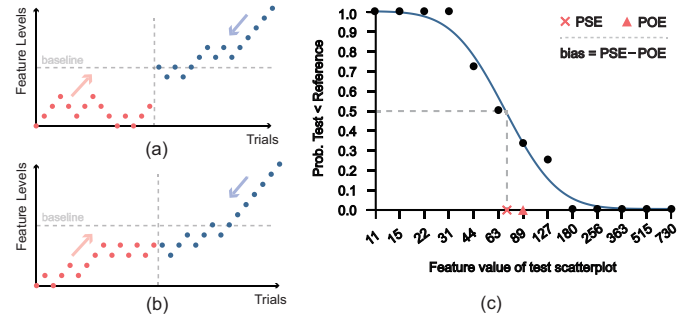 Feature Levels
baseline
Trials
(a)
Feature Levels
baseline
Trials
(b)
PSE POE
bias = PSE−POE
Prob. Test < Reference
1.0
0.9
0.8
0.7
0.6
0.5
0.4
0.3
0.2
0.1
0.0
11 15 22 31 44 63 89 127 180 256 363 515 730
Feature value of test scatterplot
(c)